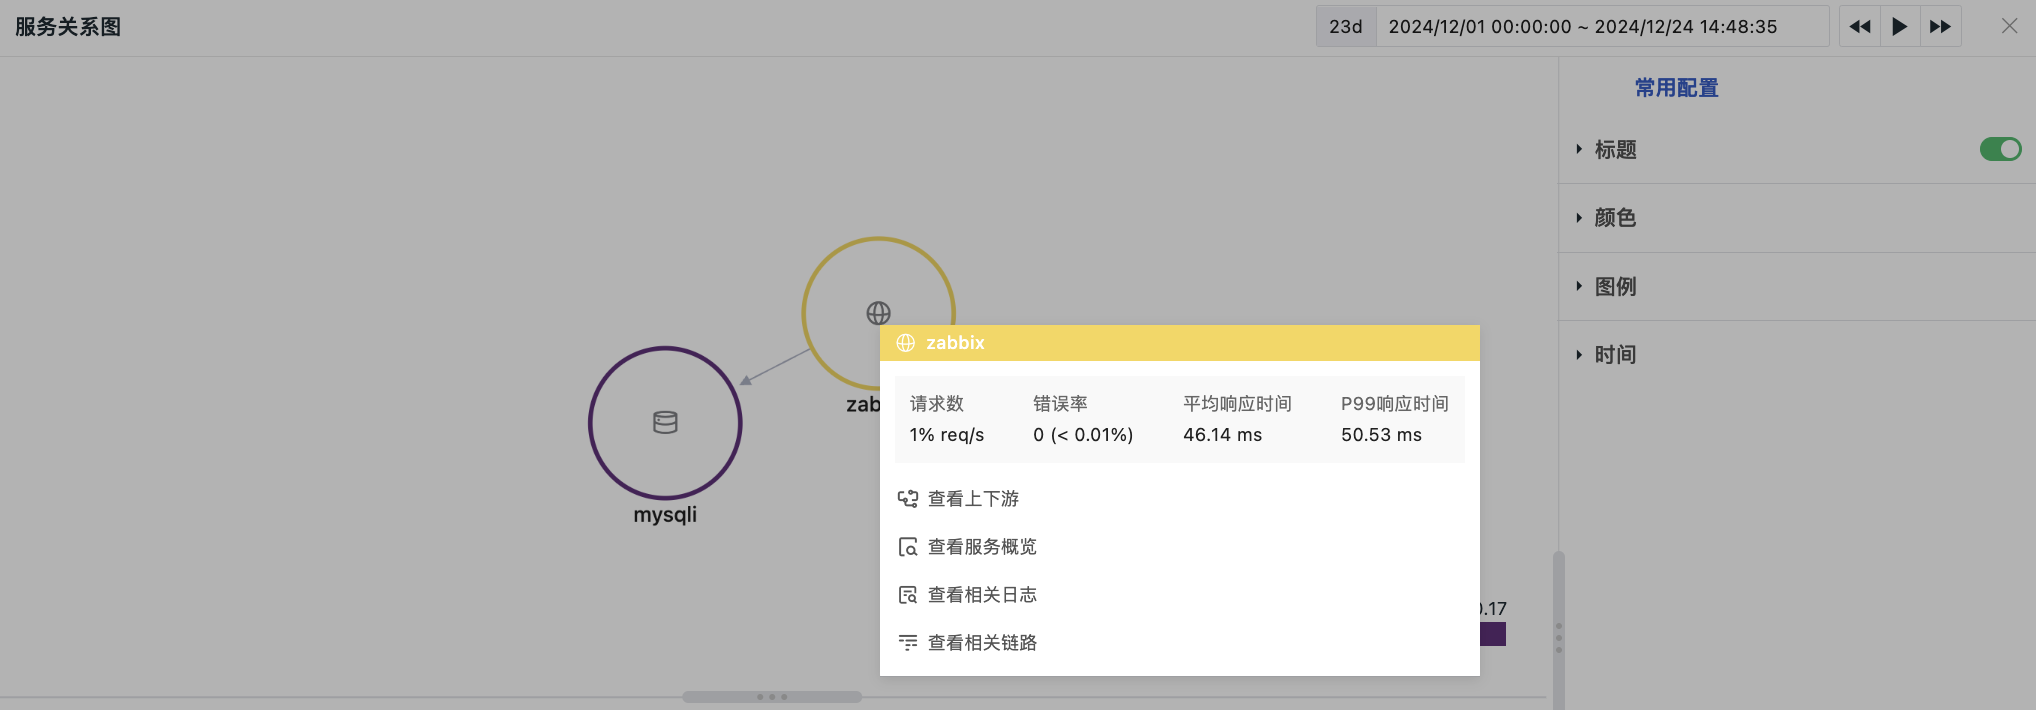 服务关系图
23d 2024/12/01 00:00:00 ~ 2024/12/24 14:48:35
常用配置
标题
颜色
图例
时间
zab
mysqli
zabbix
请求数 错误率 平均响应时间 P99响应时间
1% req/s 0 (< 0.01%) 46.14 ms 50.53 ms
查看上下游
查看服务概览
查看相关日志
查看相关链路
.17